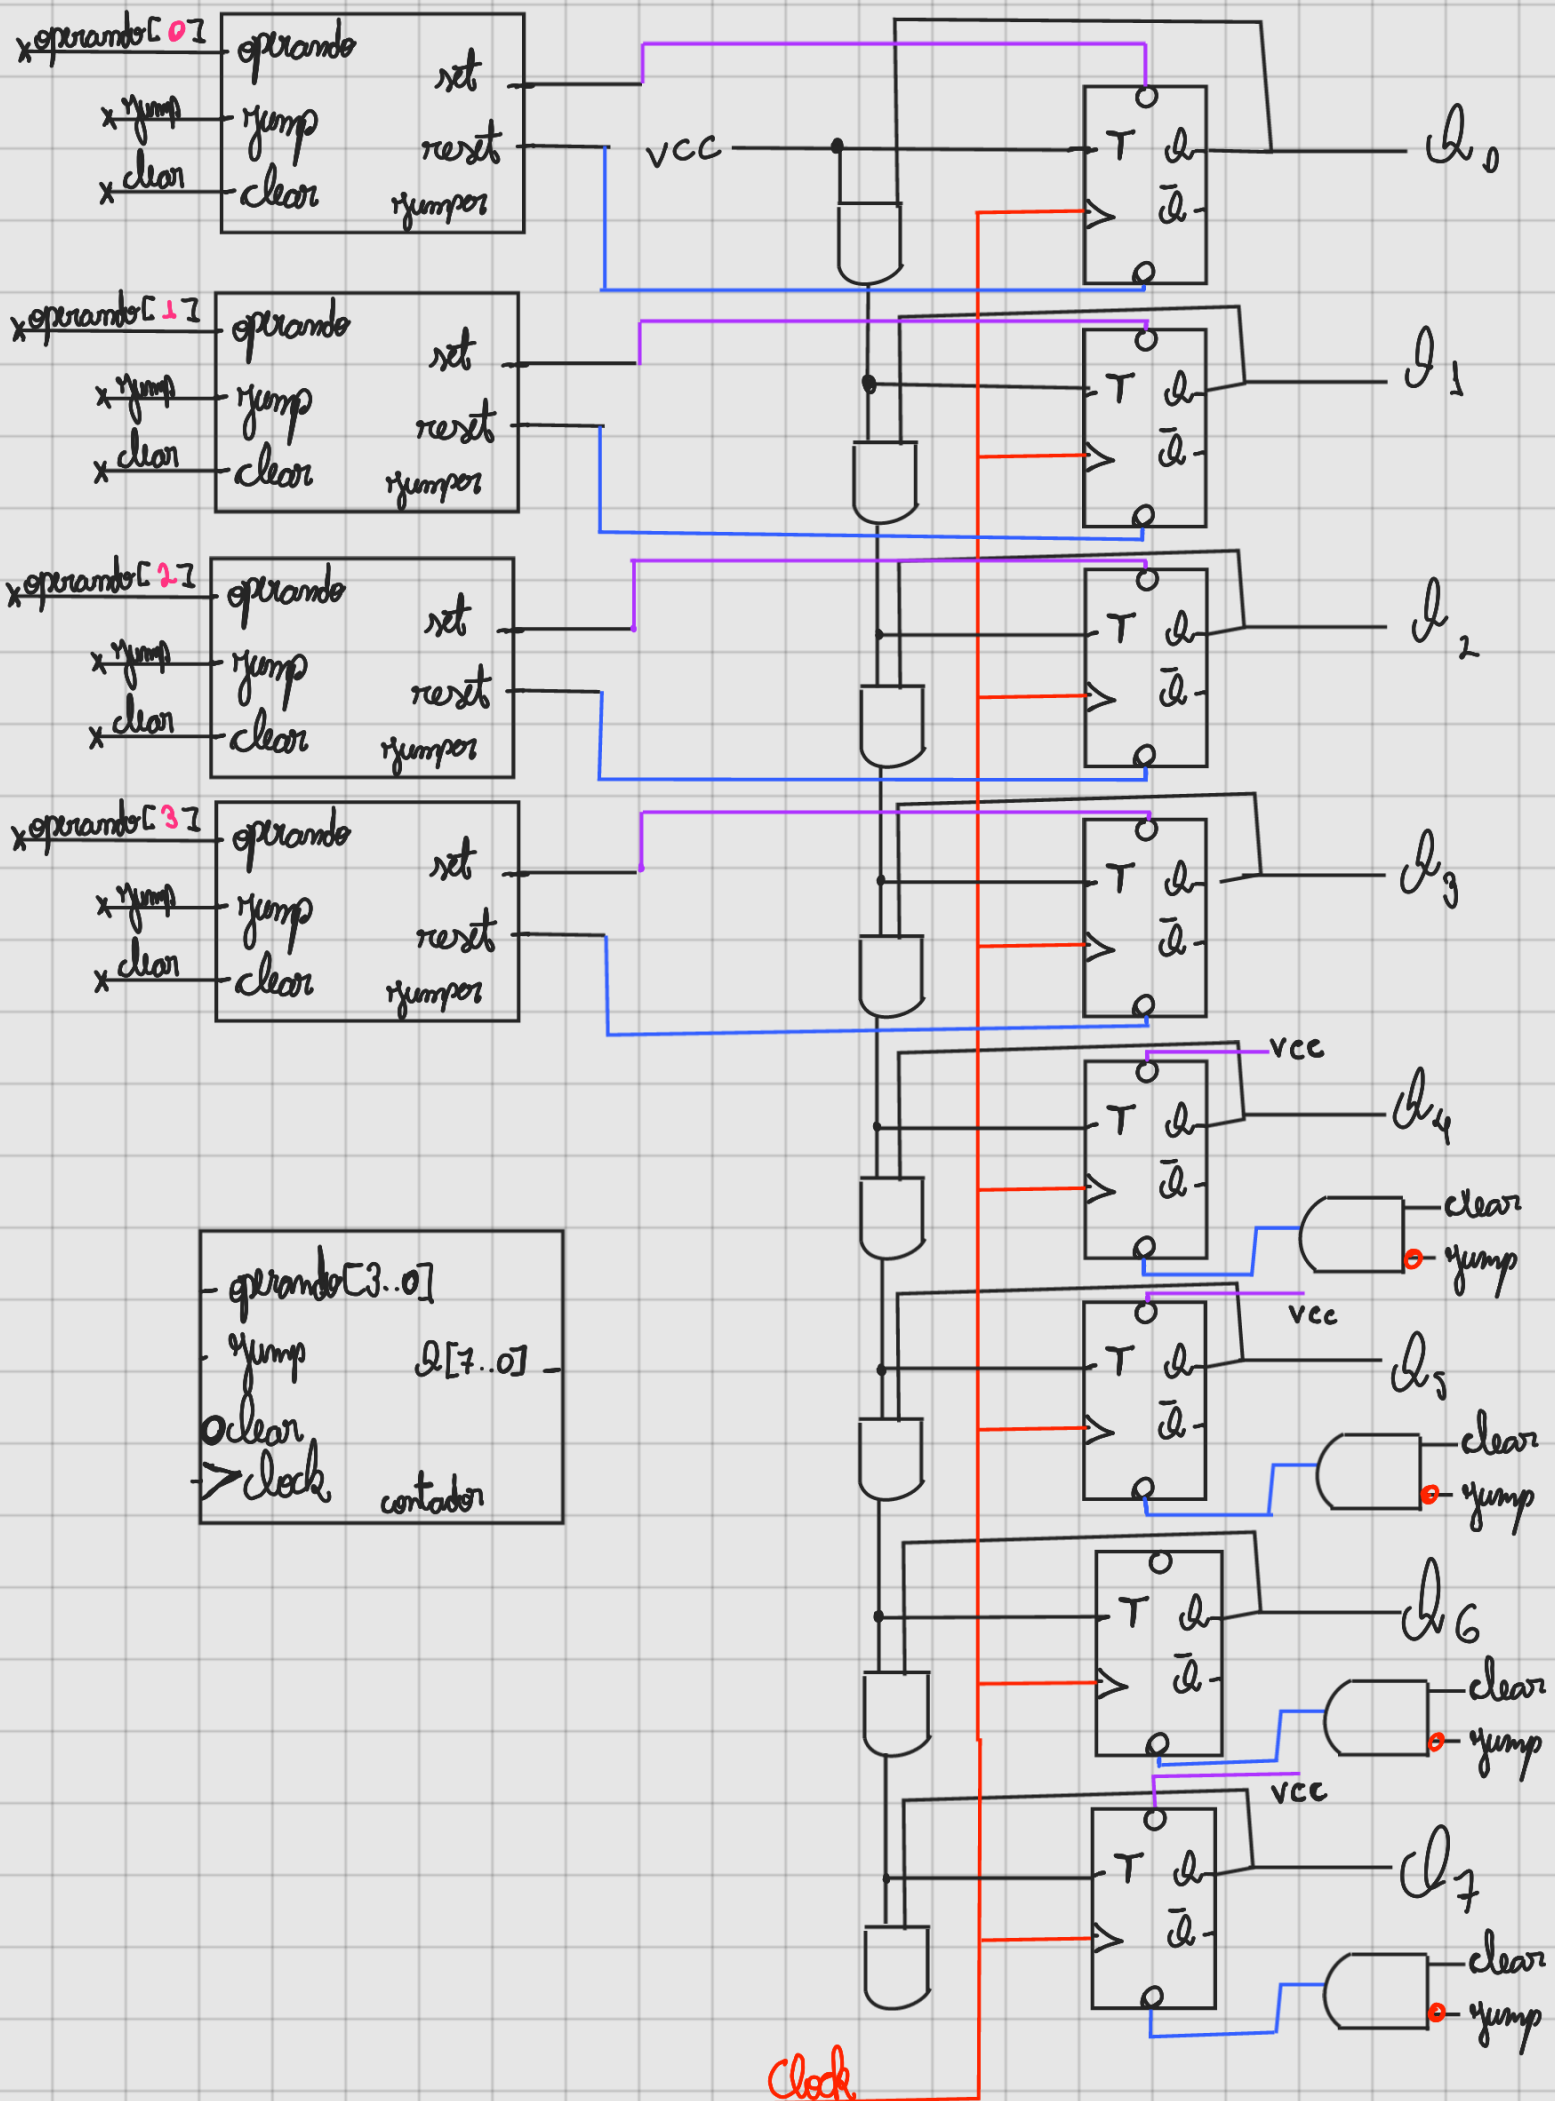 operando[0]
operando
set
jump
jump
reset
clear
clear
jumper
VCC
T Q
Q̄
Q0
operando[1]
operando
set
jump
jump
reset
clear
clear
jumper
T Q
Q̄
Q1
operando[2]
operando
set
jump
jump
reset
clear
clear
jumper
T Q
Q̄
Q2
operando[3]
operando
set
jump
jump
reset
clear
clear
jumper
T Q
Q̄
Q3
vcc
T Q
Q̄
Q4
clear
jump
vcc
T Q
Q̄
Q5
clear
jump
operando[3..0]
jump
Q[7..0]
clear
clock
contador
T Q
Q̄
Q6
clear
jump
vcc
T Q
Q̄
Q7
clear
jump
Clock